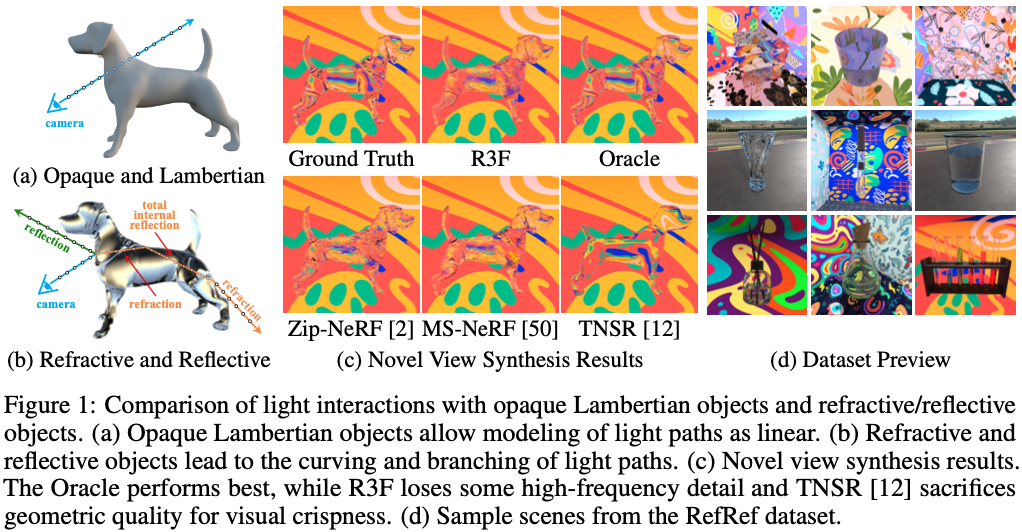 camera
(a) Opaque and Lambertian
total
internal
reflection
reflection
camera
refraction
refraction
(b) Refractive and Reflective
Ground Truth
R3F
Oracle
Zip-NeRF [2]
MS-NeRF [50]
TNSR [12]
(c) Novel View Synthesis Results
(d) Dataset Preview
Figure 1: Comparison of light interactions with opaque Lambertian objects and refractive/reflective
objects. (a) Opaque Lambertian objects allow modeling of light paths as linear. (b) Refractive and
reflective objects lead to the curving and branching of light paths. (c) Novel view synthesis results.
The Oracle performs best, while R3F loses some high-frequency detail and TNSR [12] sacrifices
geometric quality for visual crispness. (d) Sample scenes from the RefRef dataset.